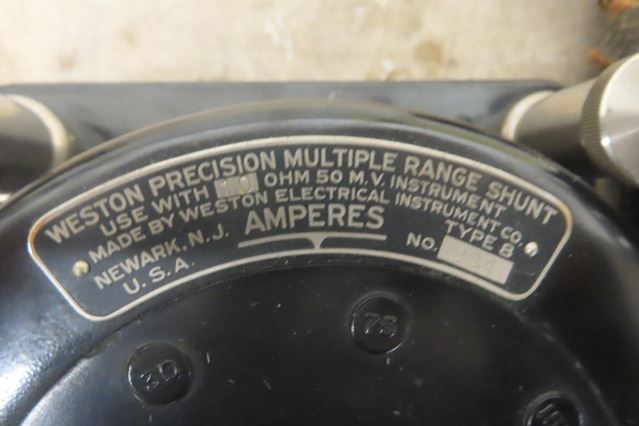 WESTON PRECISION MULTIPLE RANGE SHUNT
USE WITH 10 OHM 50 M.V. INSTRUMENT
MADE BY WESTON ELECTRICAL INSTRUMENT CO.
NEWARK, N.J. AMPERES TYPE 8
U.S.A. NO.
75
30